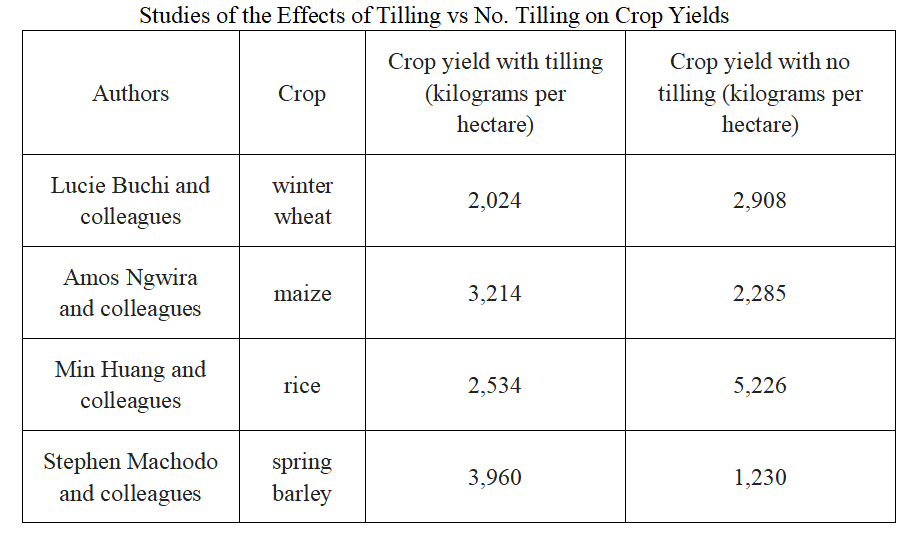 Studies of the Effects of Tilling vs No. Tilling on Crop Yields
Authors
Crop
Crop yield with tilling
(kilograms per
hectare)
Crop yield with no
tilling (kilograms per
hectare)
Lucie Buchi and
colleagues
winter
wheat
2,024
2,908
Amos Ngwira
and colleagues
maize
3,214
2,285
Min Huang and
colleagues
rice
2,534
5,226
Stephen Machodo
and colleagues
spring
barley
3,960
1,230